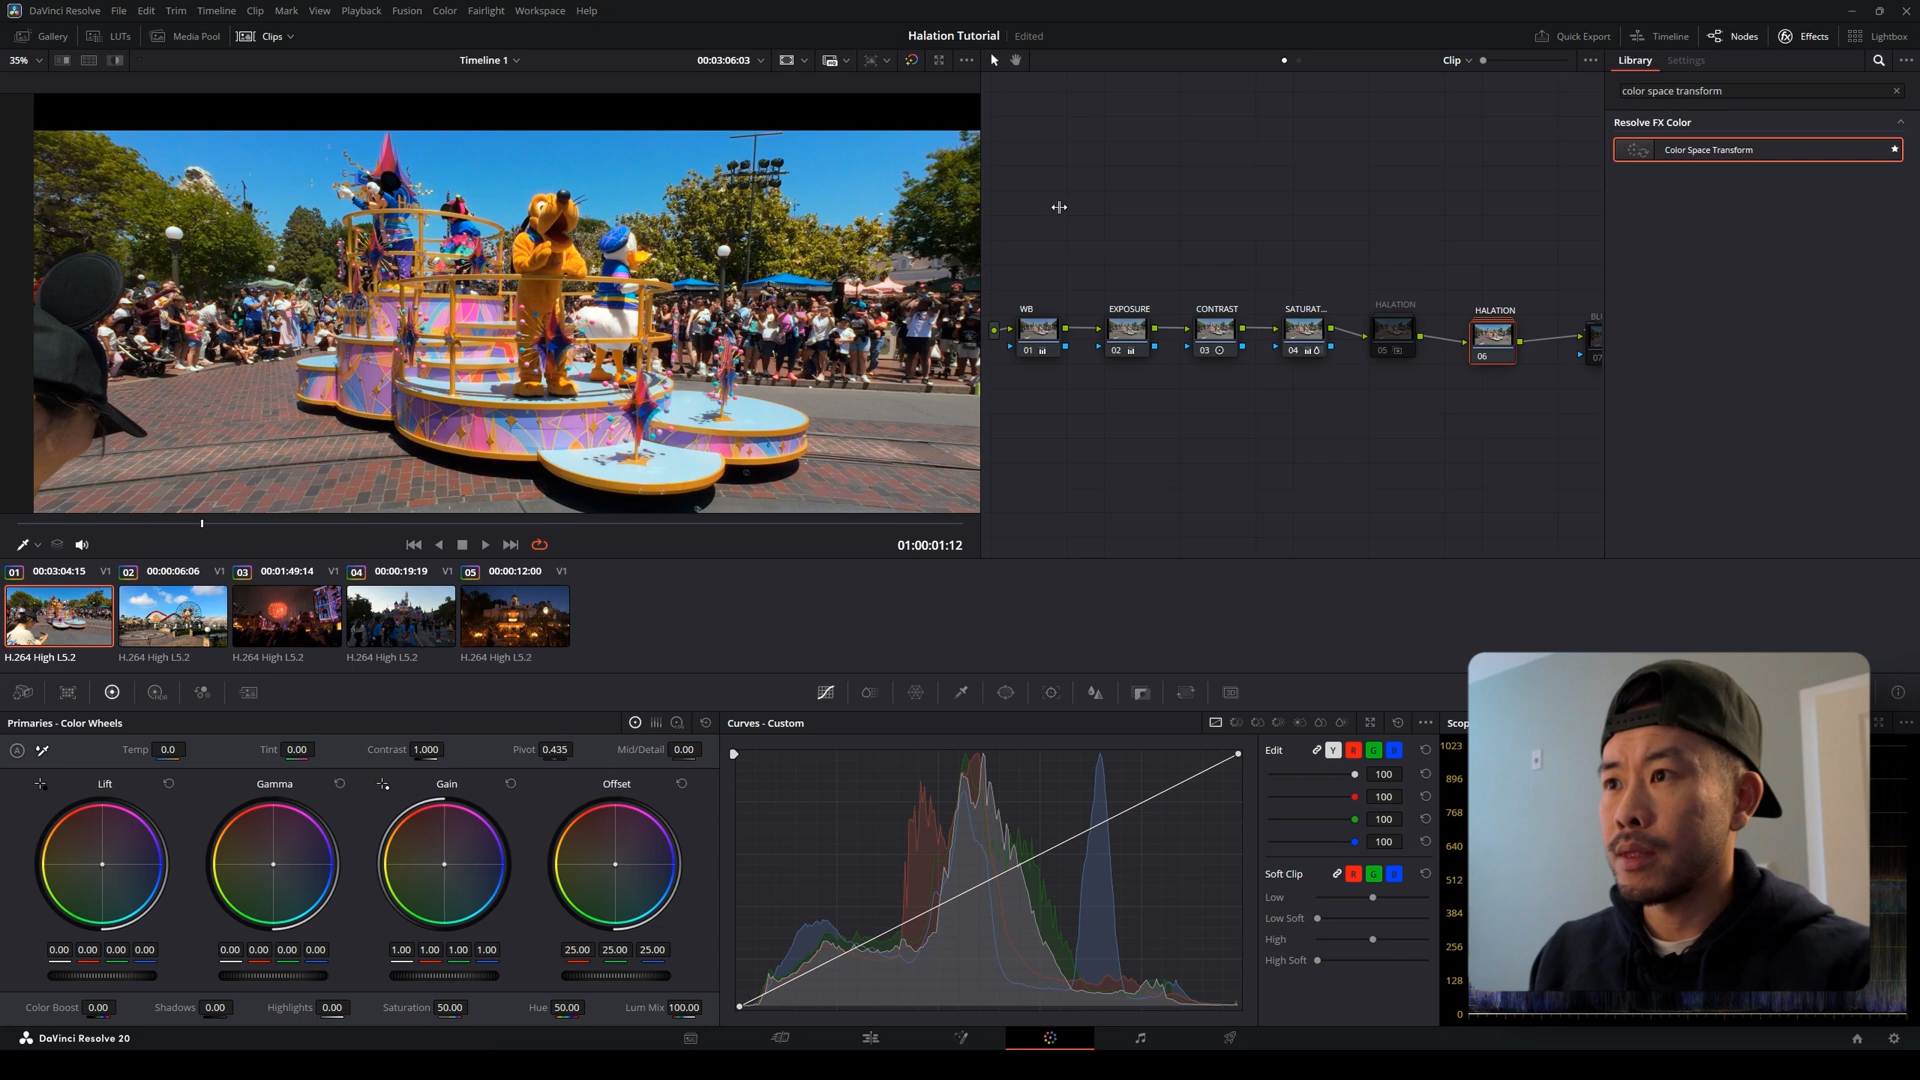 DaVinci Resolve File Edit Trim Timeline Clip Mark View Playback Fusion Color Fairlight Workspace Help
Gallery LUTs Media Pool Clips Halation Tutorial Edited Quick Export Timeline Nodes Effects Lightbox
35% Timeline 1 00:03:06:03 Clip Library Settings
color space transform
Resolve FX Color
Color Space Transform
WB EXPOSURE CONTRAST SATURAT... HALATION HALATION
01 02 03 04 05 06 07
01:00:01:12
01 00:03:04:15 V1 02 00:00:06:06 V1 03 00:01:49:14 V1 04 00:00:19:19 V1 05 00:00:12:00 V1
H.264 High L5.2 H.264 High L5.2 H.264 High L5.2 H.264 High L5.2 H.264 High L5.2
HDR 3D
Primaries - Color Wheels Curves - Custom Scop
A Temp 0.0 Tint 0.00 Contrast 1.000 Pivot 0.435 Mid/Detail 0.00 Edit Y R G B 1023
Lift Gamma Gain Offset 100 896
100 768
100 640
100 512
Soft Clip R G B
Low
Low Soft 384
High 256
0.00 0.00 0.00 0.00 0.00 0.00 0.00 0.00 1.00 1.00 1.00 1.00 25.00 25.00 25.00 High Soft
128
Color Boost 0.00 Shadows 0.00 Highlights 0.00 Saturation 50.00 Hue 50.00 Lum Mix 100.00 0
DaVinci Resolve 20